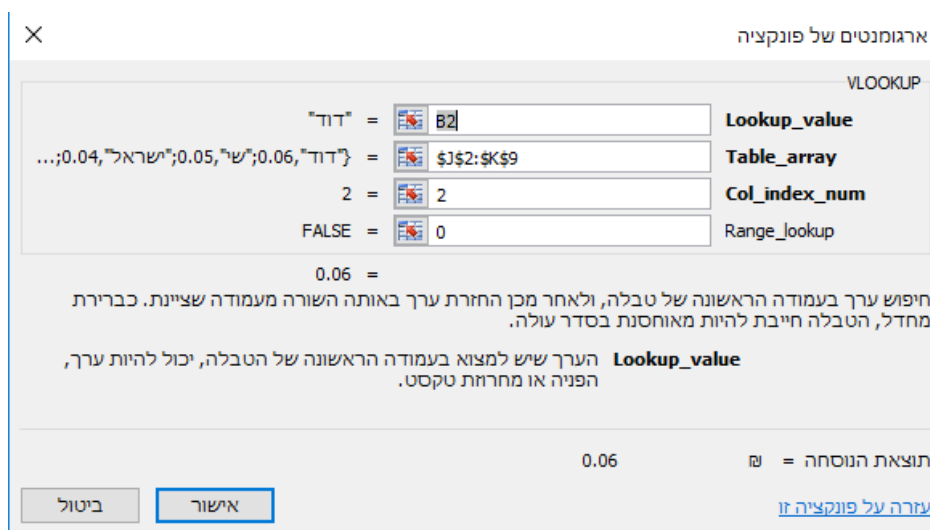 ארגומנטים של פונקציה
VLOOKUP
Lookup_value B2 = "דוד"
Table_array $J$2:$K$9 = {"דוד",0.06;"שי",0.05;"ישראל",0.04;...
Col_index_num 2 = 2
Range_lookup 0 = FALSE
= 0.06
חיפוש ערך בעמודה הראשונה של טבלה, ולאחר מכן החזרת ערך באותה השורה מעמודה שציינת. כברירת
מחדל, הטבלה חייבת להיות מאוחסנת בסדר עולה.
Lookup_value הערך שיש למצוא בעמודה הראשונה של הטבלה, יכול להיות ערך,
הפניה או מחרוזת טקסט.
תוצאת הנוסחה = ₪ 0.06
עזרה על פונקציה זו
אישור
ביטול